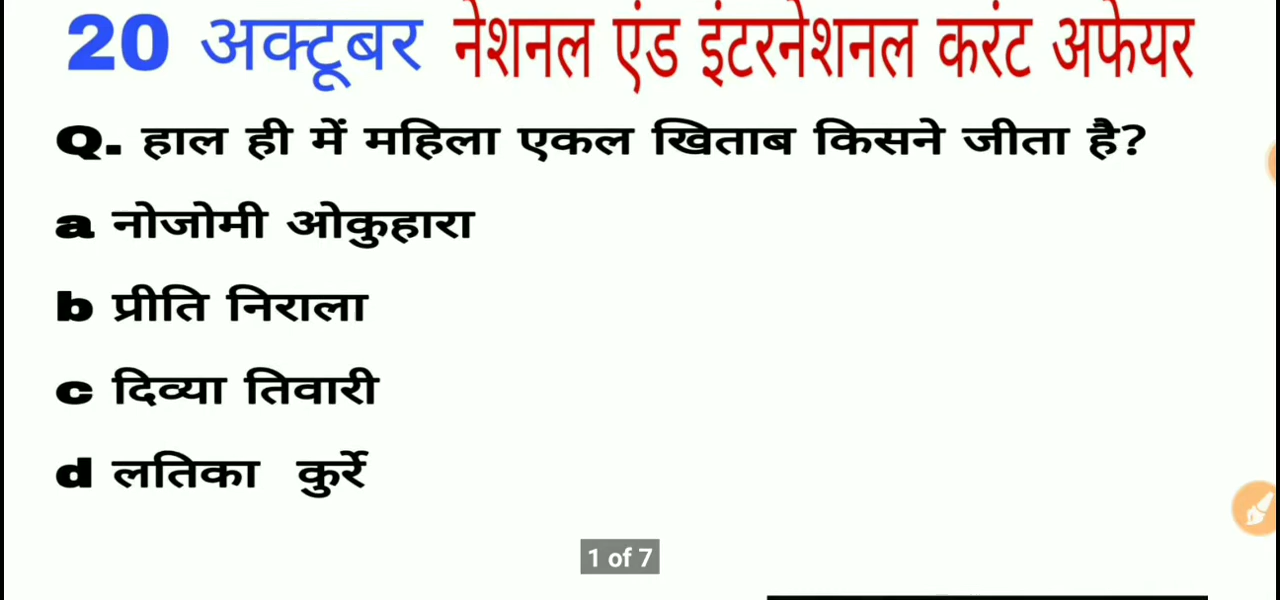 20 अक्टूबर नेशनल एंड इंटरनेशनल करंट अफेयर
Q. हाल ही में महिला एकल खिताब किसने जीता है?
a नोजोमी ओकुहारा
b प्रीति निराला
c दिव्या तिवारी
d लतिका कुर्रे
1 of 7